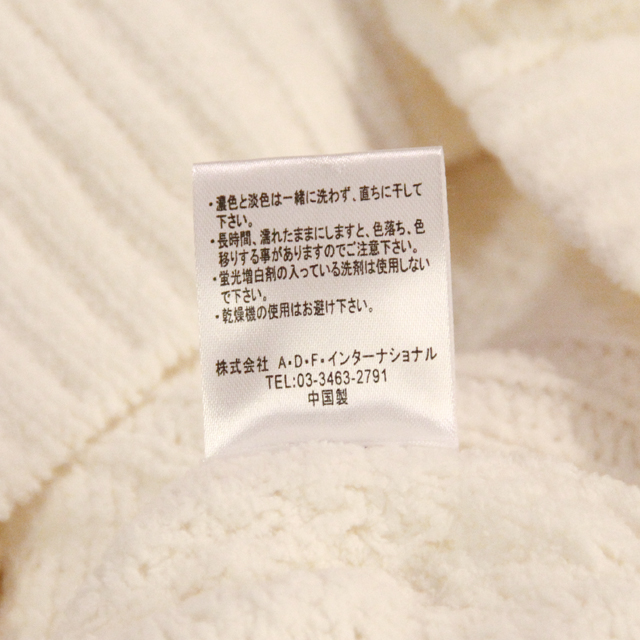 ・濃色と淡色は一緒に洗わず、直ちに干して
下さい。
・長時間、濡れたままにしますと、色落ち、色
移りする事がありますのでご注意下さい。
・蛍光増白剤の入っている洗剤は使用しない
で下さい。
・乾燥機の使用はお避け下さい。
株式会社 A・D・F・インターナショナル
TEL:03-3463-2791
中国製